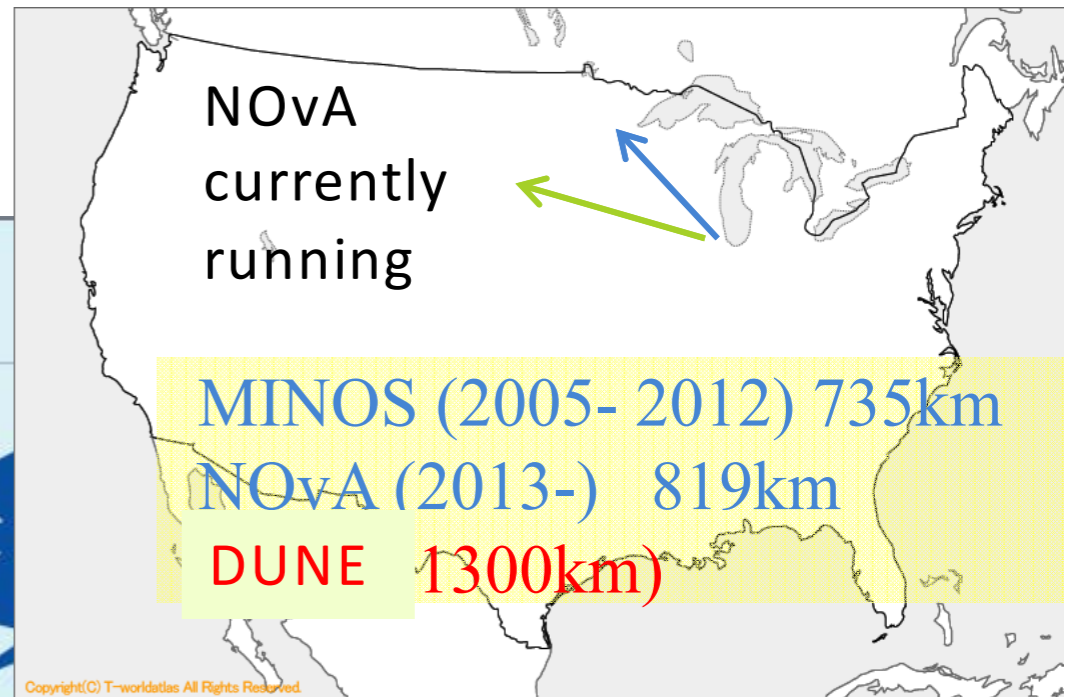 NOvA
currently
running
MINOS (2005- 2012) 735km
NOvA (2013-) 819km
DUNE 1300km)
Copyright(C) T-worldatlas All Rights Reserved.